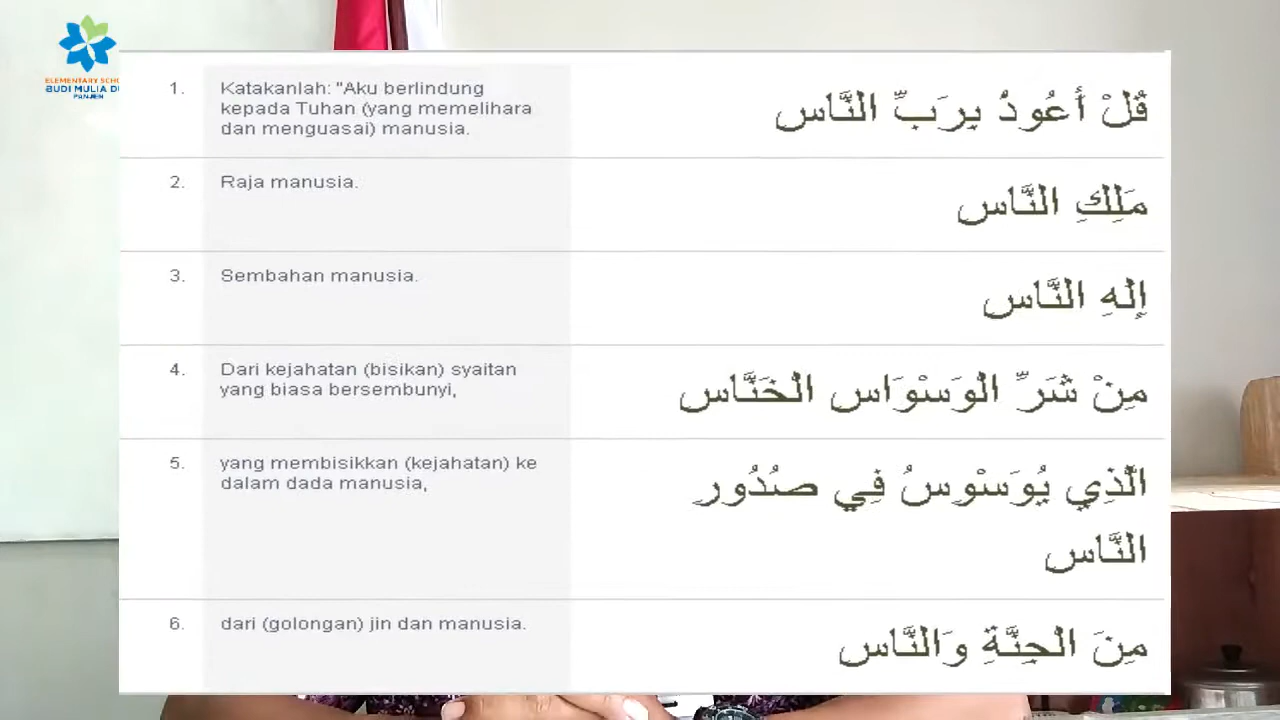 ELEMENTARY SCHO
BUDI MULIA DU
PANJEN
1. Katakanlah: "Aku berlindung
kepada Tuhan (yang memelihara
dan menguasai) manusia.
قُلْ أَعُوذُ بِرَبِّ النَّاسِ
2. Raja manusia.
مَلِكِ النَّاسِ
3. Sembahan manusia.
إِلَهِ النَّاسِ
4. Dari kejahatan (bisikan) syaitan
yang biasa bersembunyi,
مِنْ شَرِّ الْوَسْوَاسِ الْخَنَّاسِ
5. yang membisikkan (kejahatan) ke
dalam dada manusia,
الَّذِي يُوَسْوِسُ فِي صُدُورِ
النَّاسِ
6. dari (golongan) jin dan manusia.
مِنَ الْجِنَّةِ وَالنَّاسِ